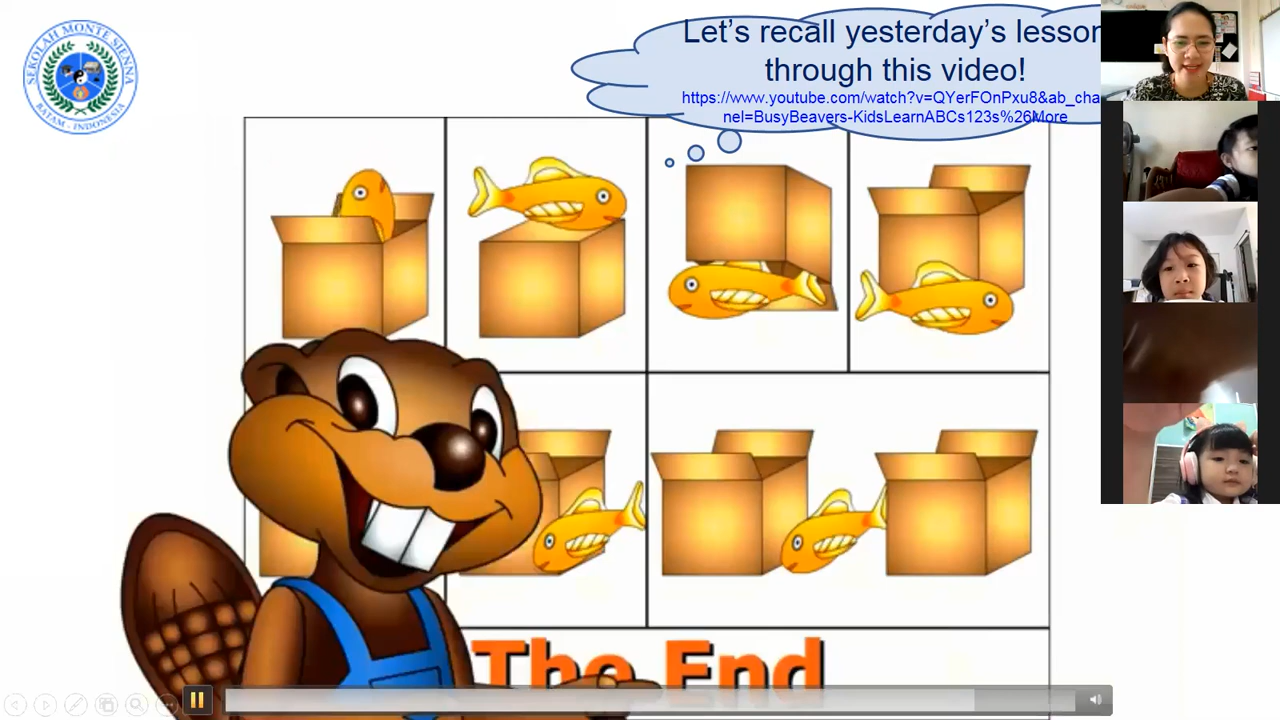 SEKOLAH MONTE SIENNA
BATAM - INDONESIA
Let's recall yesterday's lesson
through this video!
https://www.youtube.com/watch?v=QYerFOnPxu8&ab_cha
nel=BusyBeavers-KidsLearnABCs123s%26More
The End